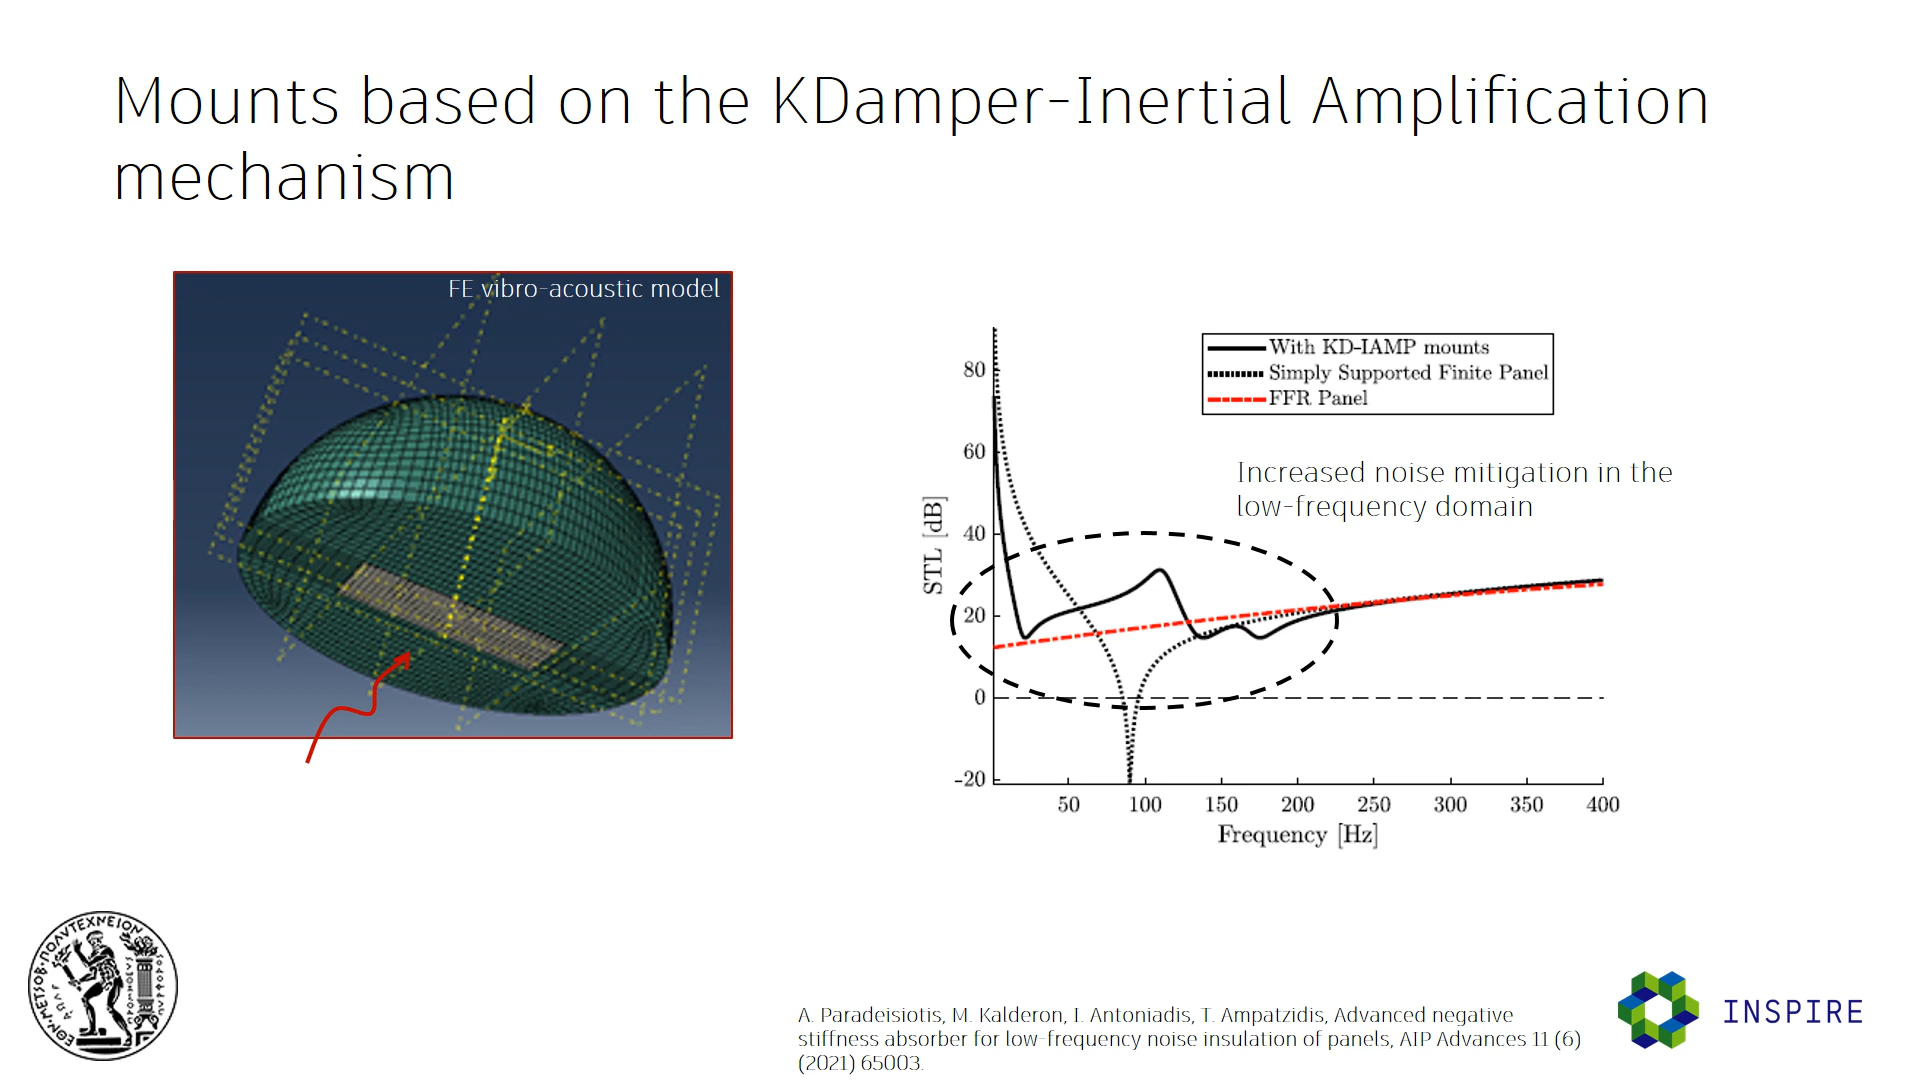 Mounts based on the KDamper-Inertial Amplification
mechanism
FE vibro-acoustic model
With KD-IAMP mounts
Simply Supported Finite Panel
FFR Panel
Increased noise mitigation in the
low-frequency domain
STL [dB]
80
60
40
20
0
-20
50 100 150 200 250 300 350 400
Frequency [Hz]
ΕΘΝ·ΜΕΤΣΟΒ·ΠΟΛΥΤΕΧΝΕΙΟΝ
A. Paradeisiotis, M. Kalderon, I. Antoniadis, T. Ampatzidis, Advanced negative
stiffness absorber for low-frequency noise insulation of panels, AIP Advances 11 (6)
(2021) 65003.
INSPIRE